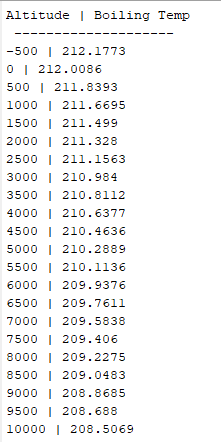 Altitude | Boiling Temp
--------------------
-500 | 212.1773
0 | 212.0086
500 | 211.8393
1000 | 211.6695
1500 | 211.499
2000 | 211.328
2500 | 211.1563
3000 | 210.984
3500 | 210.8112
4000 | 210.6377
4500 | 210.4636
5000 | 210.2889
5500 | 210.1136
6000 | 209.9376
6500 | 209.7611
7000 | 209.5838
7500 | 209.406
8000 | 209.2275
8500 | 209.0483
9000 | 208.8685
9500 | 208.688
10000 | 208.5069